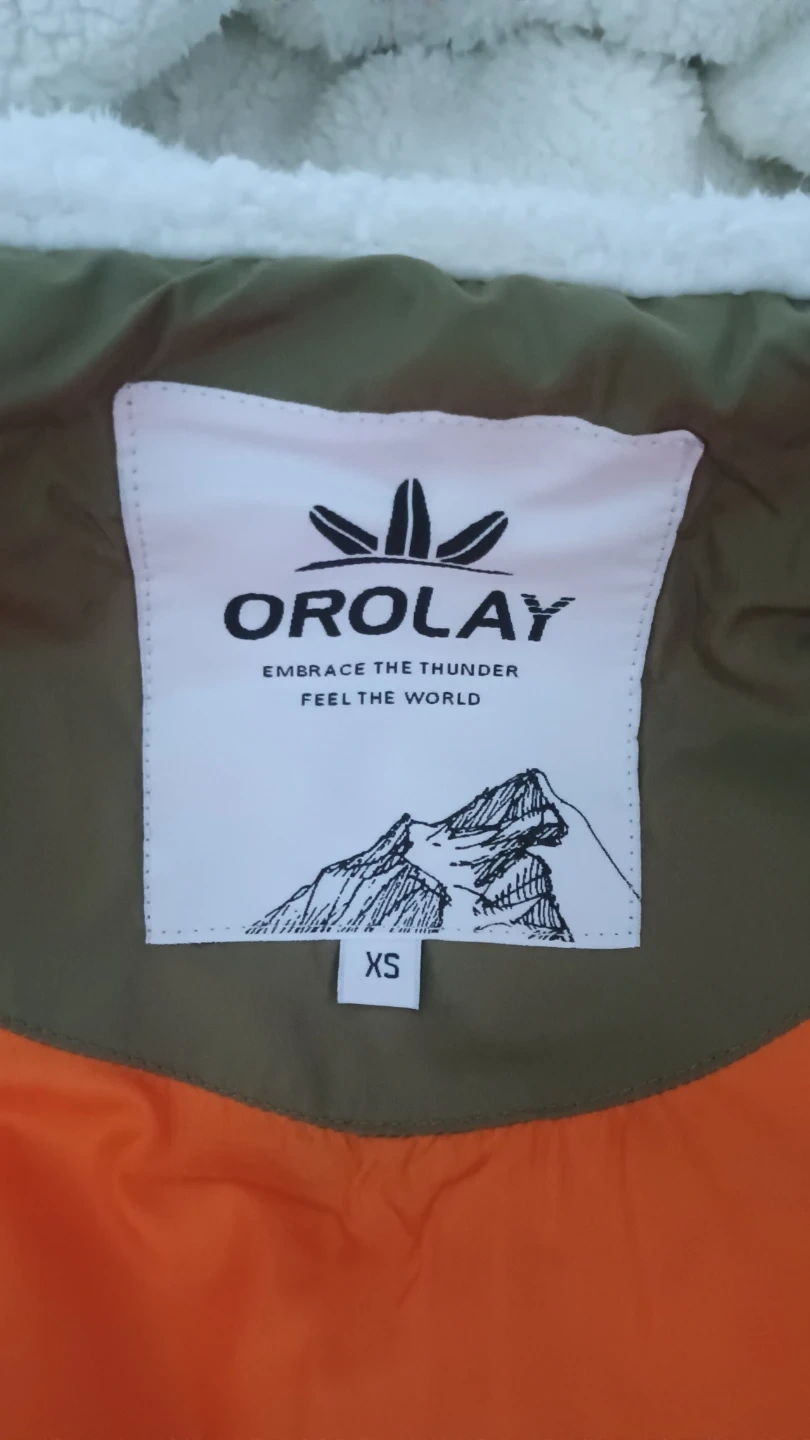 OROLAY
EMBRACE THE THUNDER
FEEL THE WORLD
XS